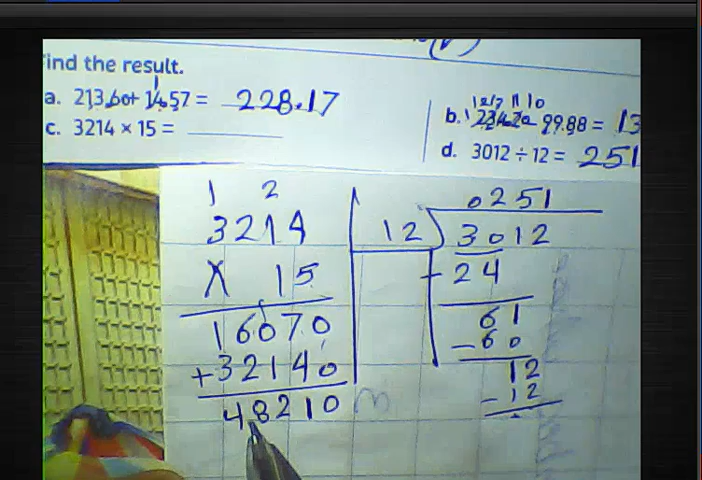 ind the result.
a. 213.60+ 14.57 = 228.17
b. 234.20 - 99.88 = 13
c. 3214 × 15 =
d. 3012 ÷ 12 = 251
1 2
3214
X 15
16070
+32140
48210
0251
12 3012
- 24
61
- 60
12
- 12